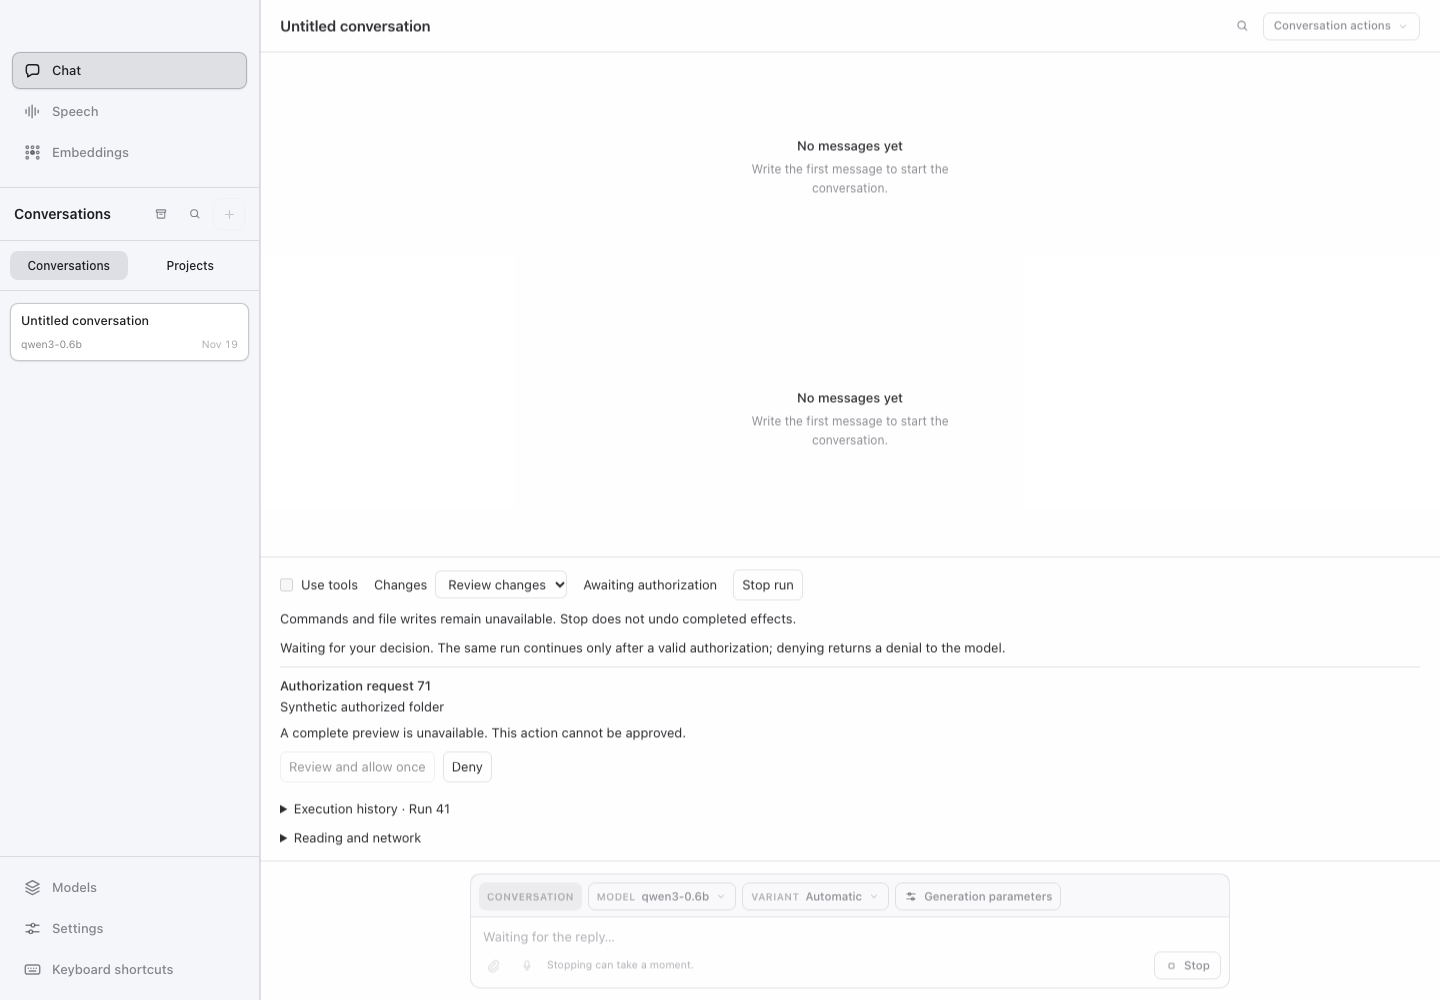 Chat
Speech
Embeddings
Conversations
Conversations
Projects
Untitled conversation
qwen3-0.6b
Nov 19
Models
Settings
Keyboard shortcuts
Untitled conversation
Conversation actions
No messages yet
Write the first message to start the
conversation.
No messages yet
Write the first message to start the
conversation.
Use tools
Changes
Review changes
Awaiting authorization
Stop run
Commands and file writes remain unavailable. Stop does not undo completed effects.
Waiting for your decision. The same run continues only after a valid authorization; denying returns a denial to the model.
Authorization request 71
Synthetic authorized folder
A complete preview is unavailable. This action cannot be approved.
Review and allow once
Deny
Execution history · Run 41
Reading and network
CONVERSATION
MODEL qwen3-0.6b
VARIANT Automatic
Generation parameters
Waiting for the reply...
Stopping can take a moment.
Stop